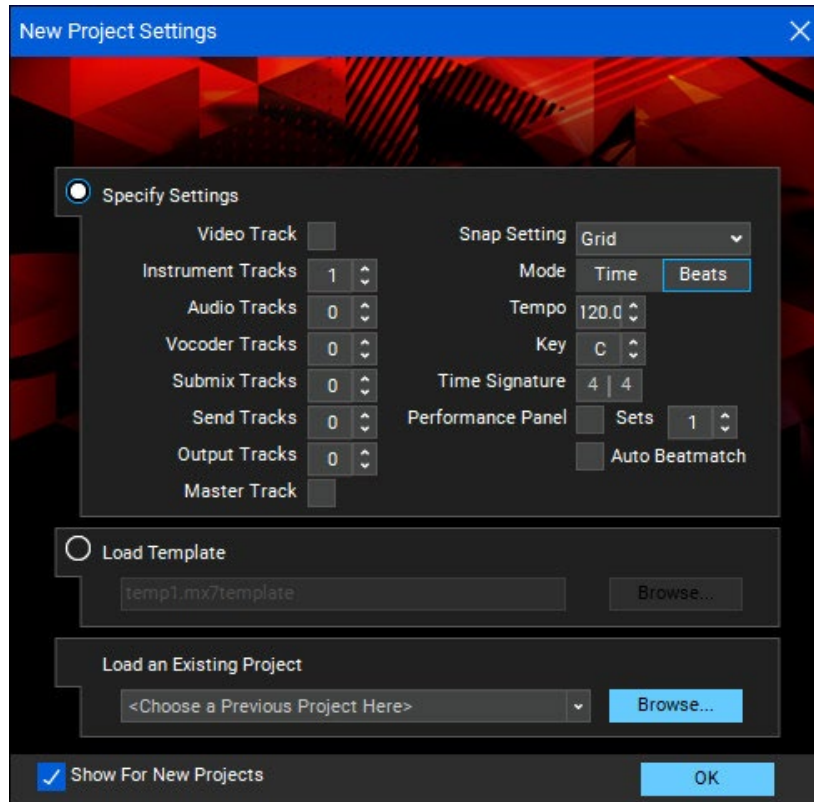 New Project Settings
Specify Settings
Video Track
Instrument Tracks 1
Audio Tracks 0
Vocoder Tracks 0
Submix Tracks 0
Send Tracks 0
Output Tracks 0
Master Track
Snap Setting Grid
Mode Time Beats
Tempo 120.0
Key C
Time Signature 4 | 4
Performance Panel Sets 1
Auto Beatmatch
Load Template
temp1.mx7template Browse...
Load an Existing Project
<Choose a Previous Project Here> Browse...
Show For New Projects OK